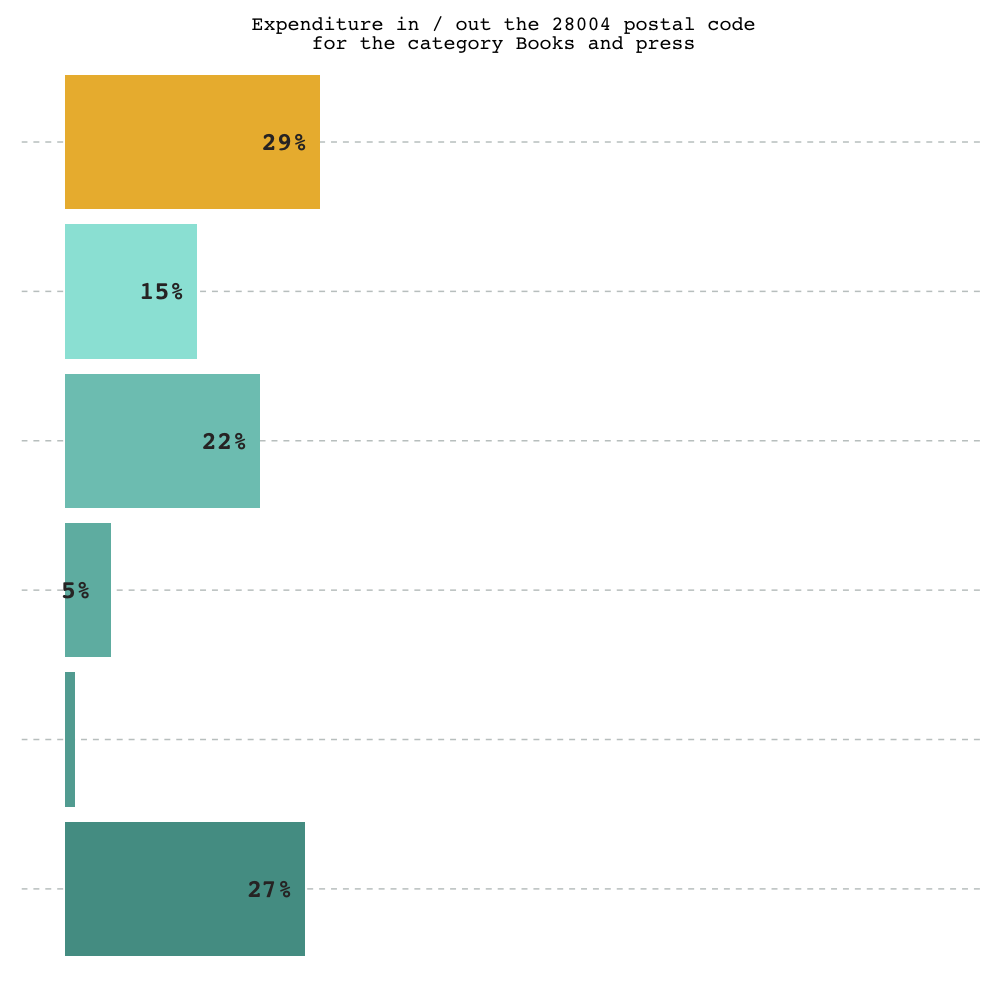 Expenditure in / out the 28004 postal code
for the category Books and press
29%
15%
22%
5%
27%